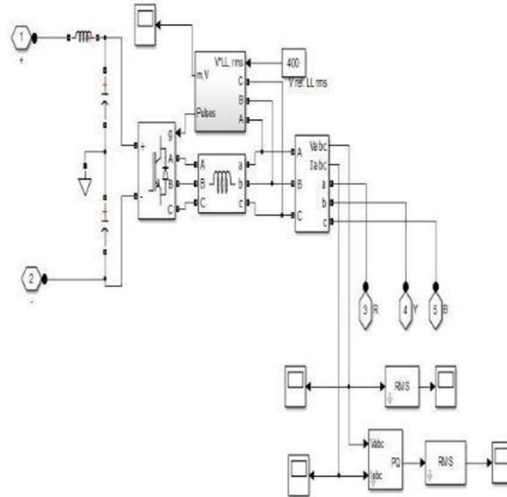 1
+
V*LL, rms
400
V ref. LL rms
m, V
C
B
Pulses
A
g
+
A
A
a
A
Vabc
Iabc
B
B
b
B
a
-
b
C
C
c
C
c
2
-
3
R
4
Y
5
B
RMS
Vabc
PQ
Iabc
RMS